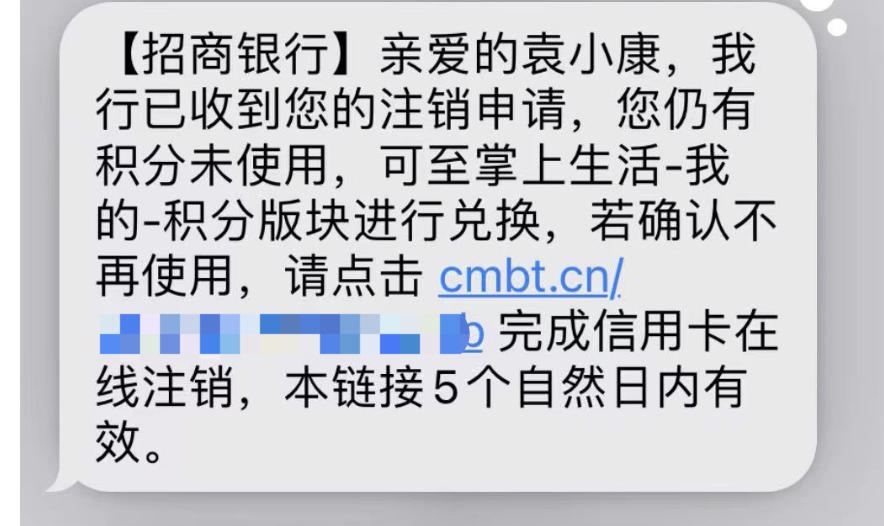 【招商银行】亲爱的袁小康，我
行已收到您的注销申请，您仍有
积分未使用，可至掌上生活-我
的-积分版块进行兑换，若确认不
再使用，请点击 cmbt.cn/
b 完成信用卡在
线注销，本链接5个自然日内有
效。